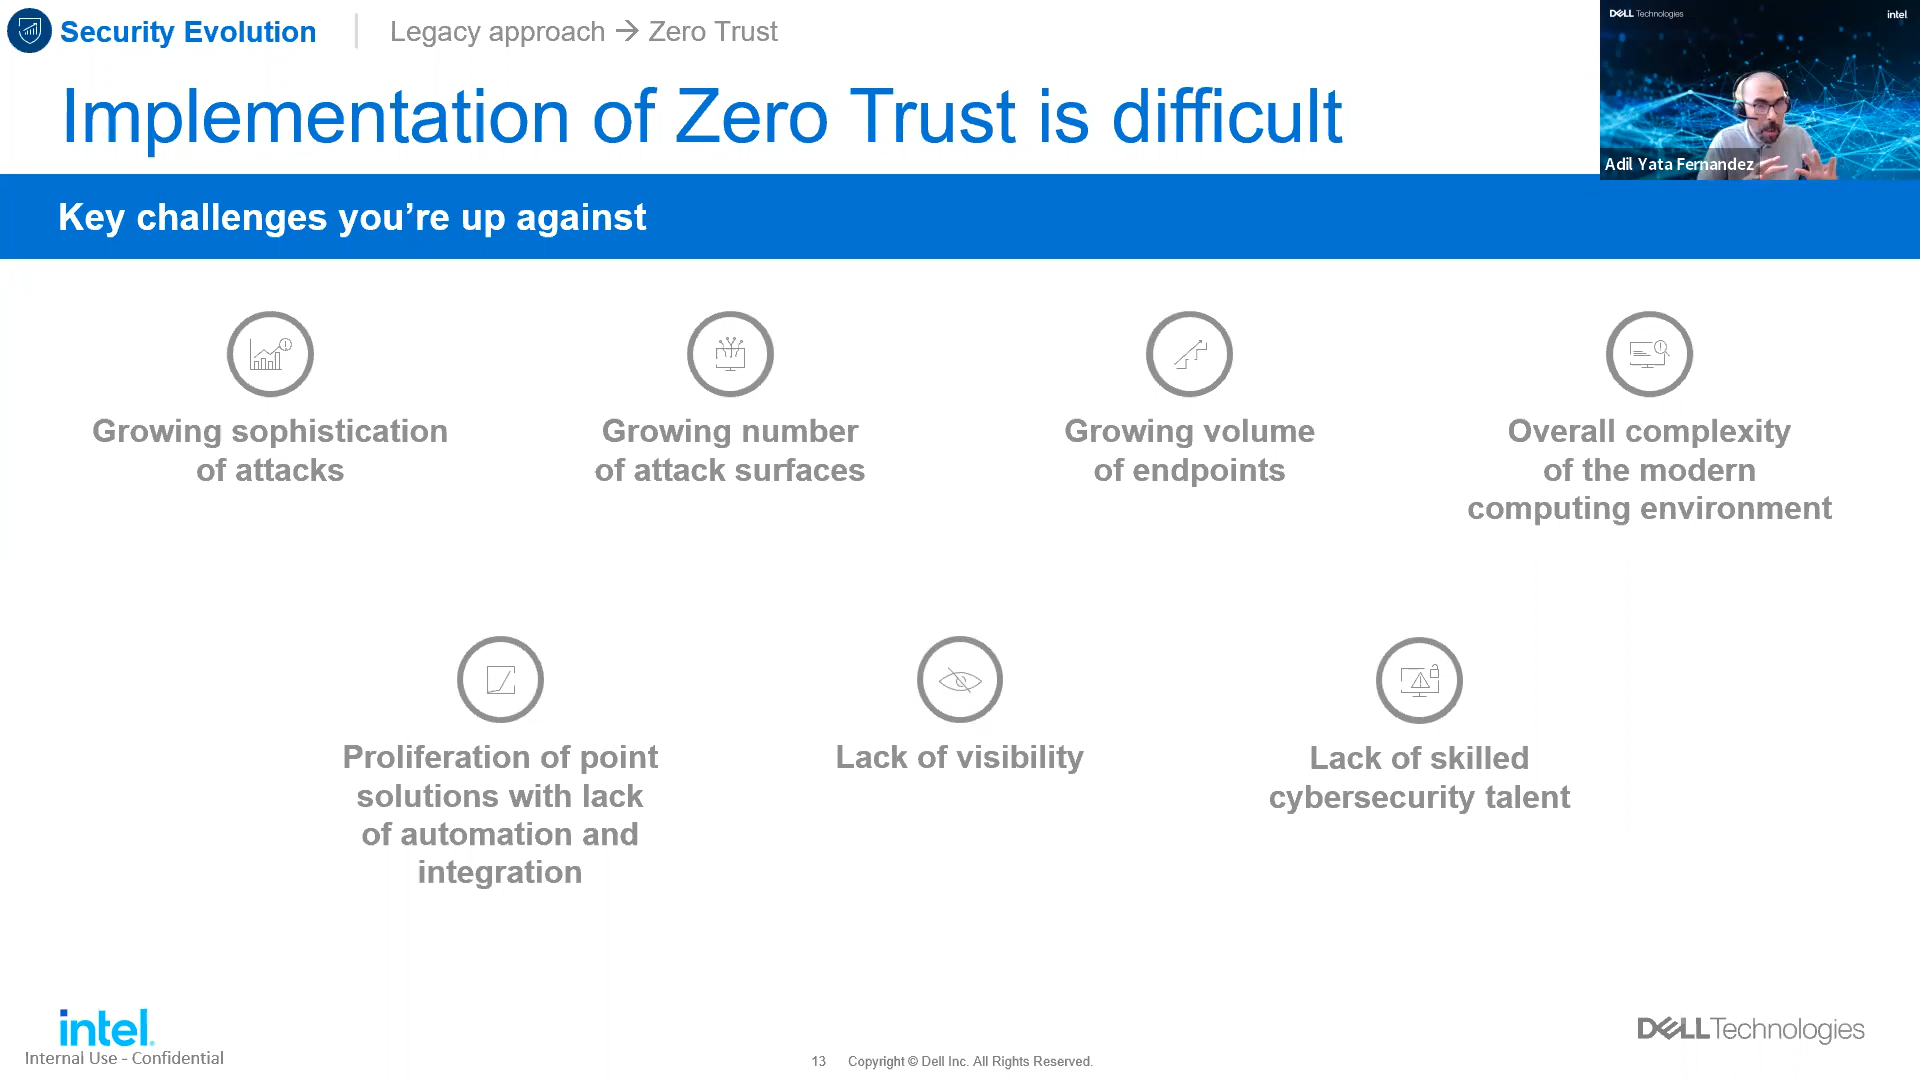 Security Evolution
Legacy approach → Zero Trust
Implementation of Zero Trust is difficult
DELL Technologies
intel
Adil Yata Fernandez
Key challenges you’re up against
Growing sophistication
of attacks
Growing number
of attack surfaces
Growing volume
of endpoints
Overall complexity
of the modern
computing environment
Proliferation of point
solutions with lack
of automation and
integration
Lack of visibility
Lack of skilled
cybersecurity talent
intel.
Internal Use - Confidential
13
Copyright © Dell Inc. All Rights Reserved.
DELLTechnologies